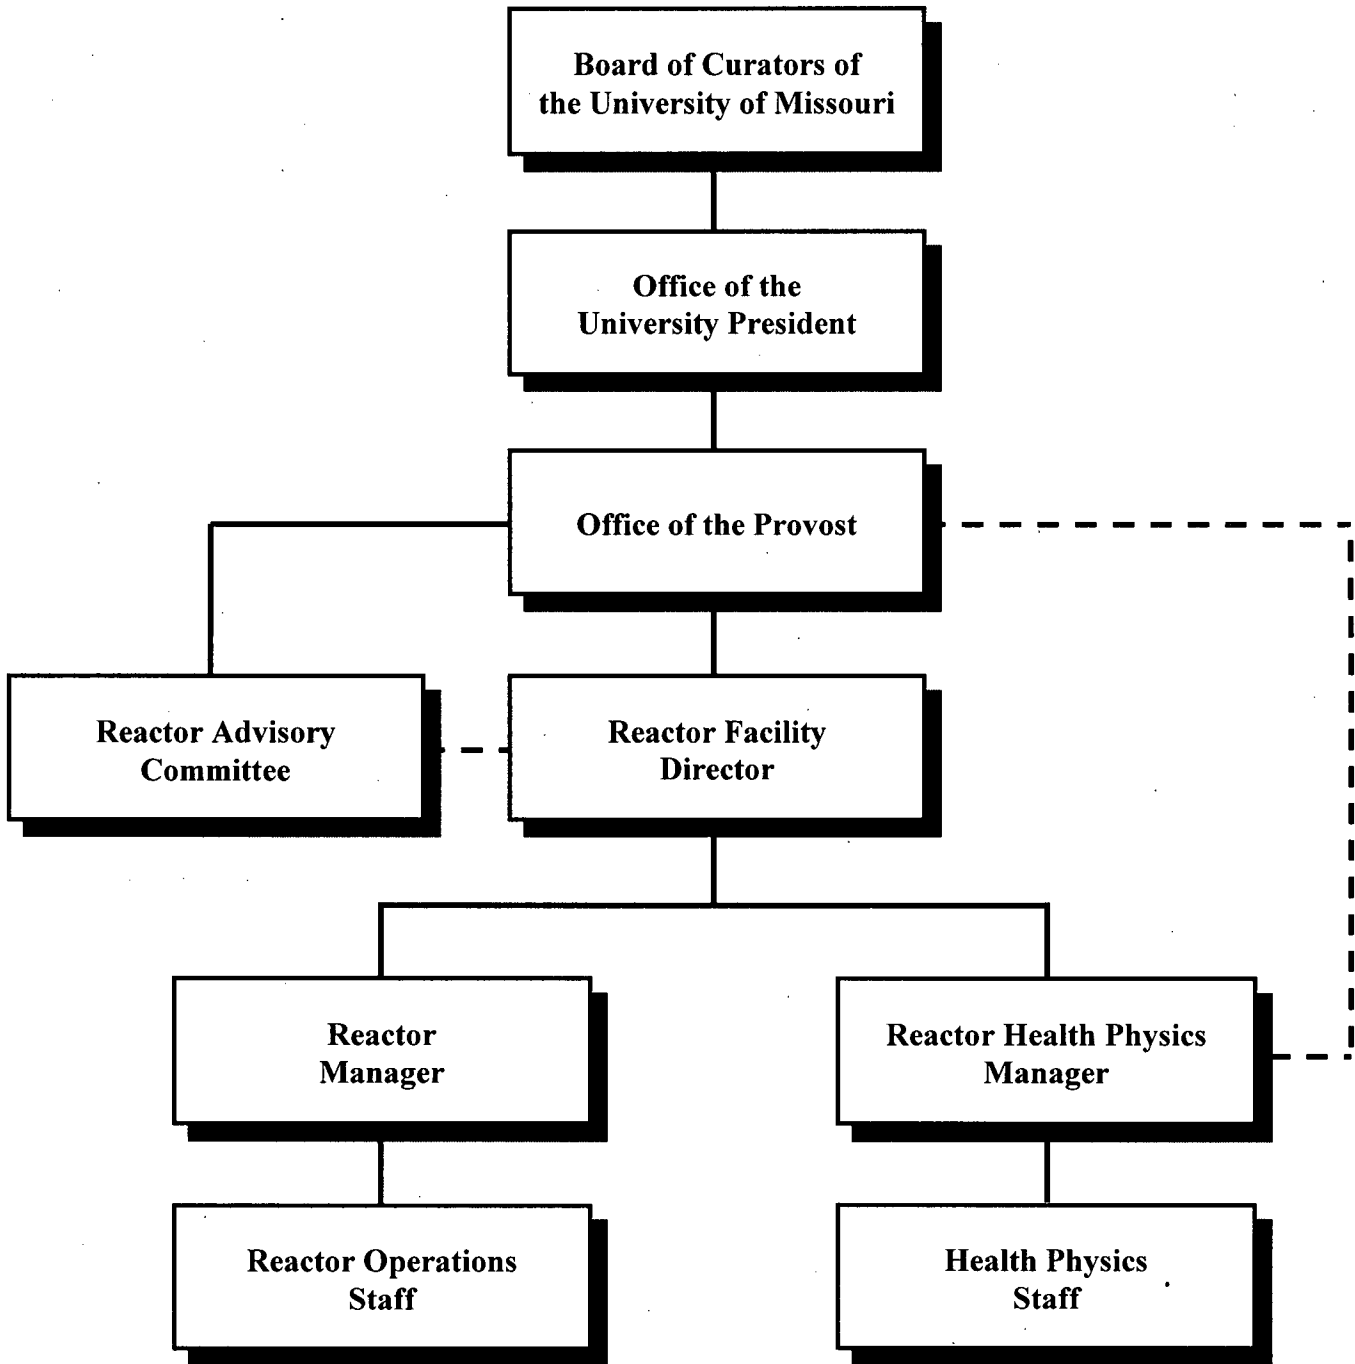 Board of Curators of
the University of Missouri
Office of the
University President
Office of the Provost
Reactor Advisory
Committee
Reactor Facility
Director
Reactor
Manager
Reactor Health Physics
Manager
Reactor Operations
Staff
Health Physics
Staff